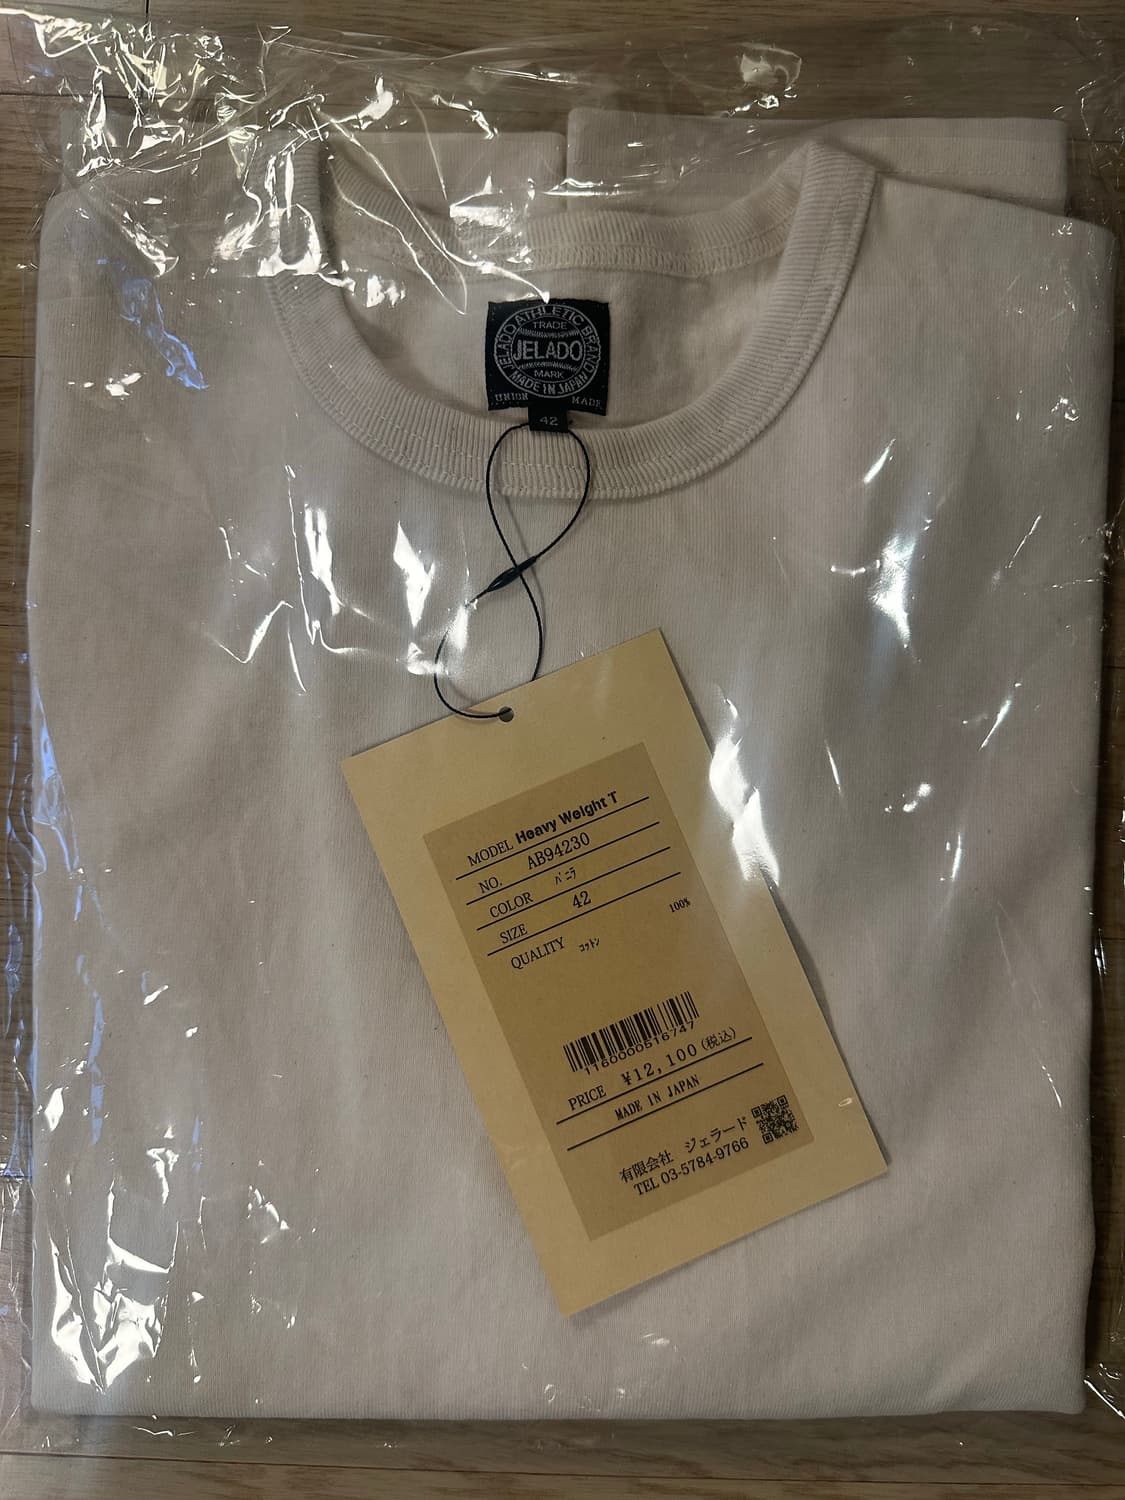 JELADO ATHLETIC BRAND
TRADE
JELADO
MARK
MADE IN JAPAN
UNION MADE
42
MODEL Heavy Weight T
NO. AB94230
COLOR ﾊﾞﾆﾗ
SIZE 42
QUALITY ｺｯﾄﾝ 100%
1160000516747
PRICE ¥12,100(税込)
MADE IN JAPAN
有限会社 ジェラード
TEL 03-5784-9766